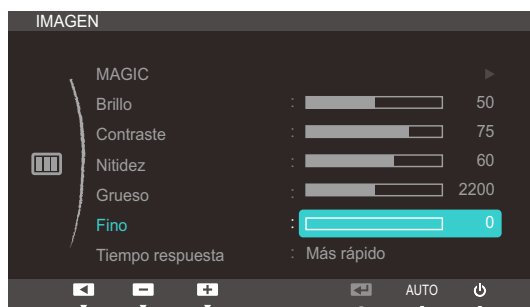 IMAGEN
MAGIC
Brillo : 50
Contraste : 75
Nitidez : 60
Grueso : 2200
Fino : 0
Tiempo respuesta : Más rápido
AUTO